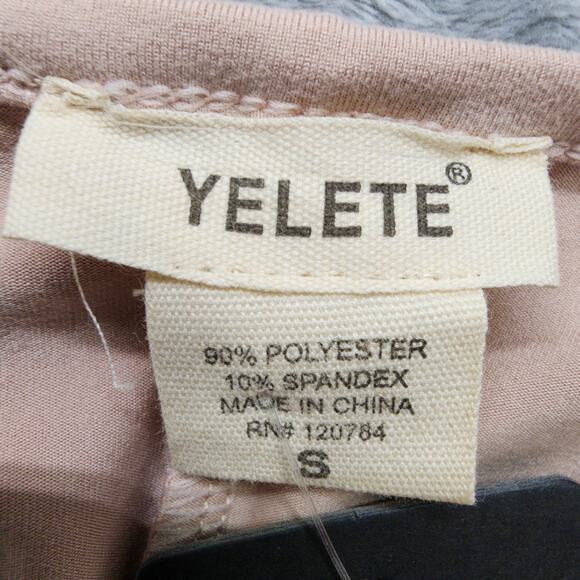 YELETE®
90% POLYESTER
10% SPANDEX
MADE IN CHINA
RN# 120784
S